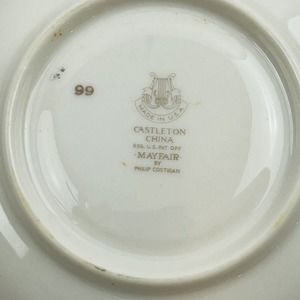 99
MADE IN U.S.A.
CASTLETON
CHINA
REG. U.S. PAT. OFF.
MAYFAIR
BY
PHILIP COSTIGAN